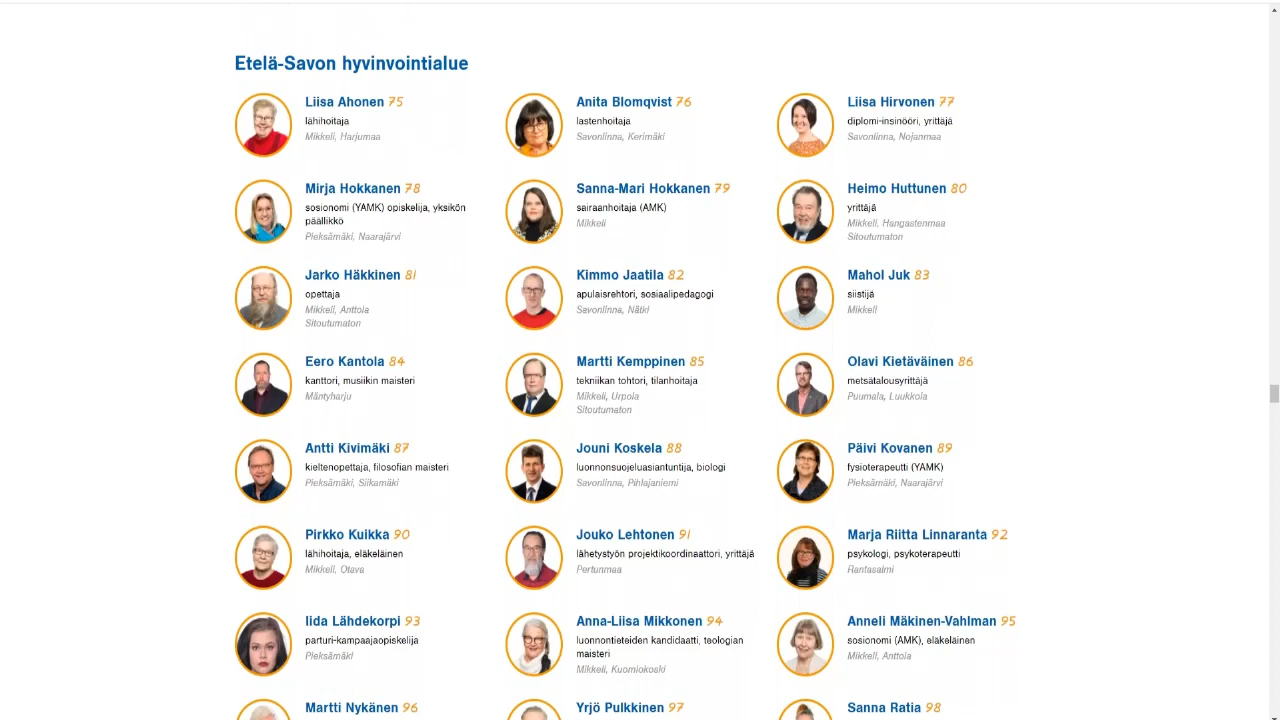 Etelä-Savon hyvinvointialue
Liisa Ahonen 75
lähihoitaja
Mikkeli, Harjumaa
Anita Blomqvist 76
lastenhoitaja
Savonlinna, Kerimäki
Liisa Hirvonen 77
diplomi-insinööri, yrittäjä
Savonlinna, Nojanmaa
Mirja Hokkanen 78
sosionomi (YAMK) opiskelija, yksikön
päällikkö
Pieksämäki, Naarajärvi
Sanna-Mari Hokkanen 79
sairaanhoitaja (AMK)
Mikkeli
Heimo Huttunen 80
yrittäjä
Mikkeli, Hangastenmaa
Sitoutumaton
Jarko Häkkinen 81
opettaja
Mikkeli, Anttola
Sitoutumaton
Kimmo Jaatila 82
apulaisrehtori, sosiaalipedagogi
Savonlinna, Nätki
Mahol Juk 83
siistijä
Mikkeli
Eero Kantola 84
kanttori, musiikin maisteri
Mäntyharju
Martti Kemppinen 85
tekniikan tohtori, tilanhoitaja
Mikkeli, Urpola
Sitoutumaton
Olavi Kietäväinen 86
metsätalousyrittäjä
Puumala, Luukkola
Antti Kivimäki 87
kieltenopettaja, filosofian maisteri
Pieksämäki, Siikamäki
Jouni Koskela 88
luonnonsuojeluasiantuntija, biologi
Savonlinna, Pihlajaniemi
Päivi Kovanen 89
fysioterapeutti (YAMK)
Pieksämäki, Naarajärvi
Pirkko Kuikka 90
lähihoitaja, eläkeläinen
Mikkeli, Otava
Jouko Lehtonen 91
lähetystyön projektikoordinaattori, yrittäjä
Pertunmaa
Marja Riitta Linnaranta 92
psykologi, psykoterapeutti
Rantasalmi
Iida Lähdekorpi 93
parturi-kampaajaopiskelija
Pieksämäki
Anna-Liisa Mikkonen 94
luonnontieteiden kandidaatti, teologian
maisteri
Mikkeli, Kuomiokoski
Anneli Mäkinen-Vahlman 95
sosionomi (AMK), eläkeläinen
Mikkeli, Anttola
Martti Nykänen 96
Yrjö Pulkkinen 97
Sanna Ratia 98